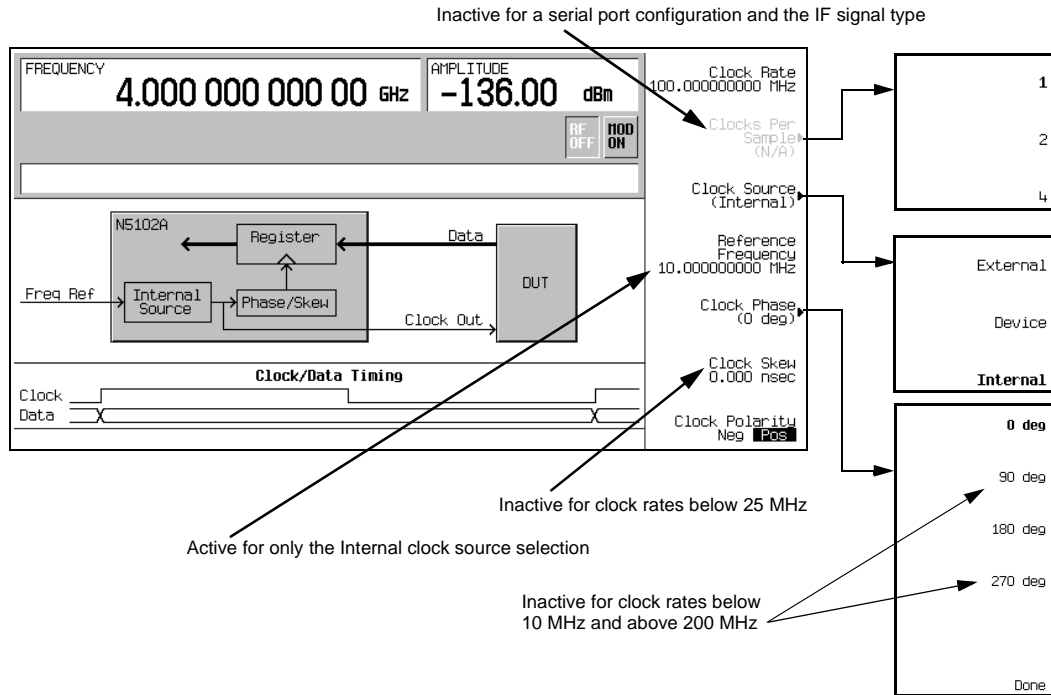 Inactive for a serial port configuration and the IF signal type
FREQUENCY
4.000 000 000 00 GHz
AMPLITUDE
-136.00 dBm
RF
OFF
MOD
ON
Clock Rate
100.000000000 MHz
Clocks Per
Sample
(N/A)
Clock Source
(Internal)
Reference
Frequency
10.000000000 MHz
Clock Phase
(0 deg)
Clock Skew
0.000 nsec
Clock Polarity
Neg Pos
N5102A
Register
Data
DUT
Freq Ref
Internal
Source
Phase/Skew
Clock Out
Clock/Data Timing
Clock
Data
1
2
4
External
Device
Internal
0 deg
90 deg
180 deg
270 deg
Done
Inactive for clock rates below 25 MHz
Active for only the Internal clock source selection
Inactive for clock rates below
10 MHz and above 200 MHz